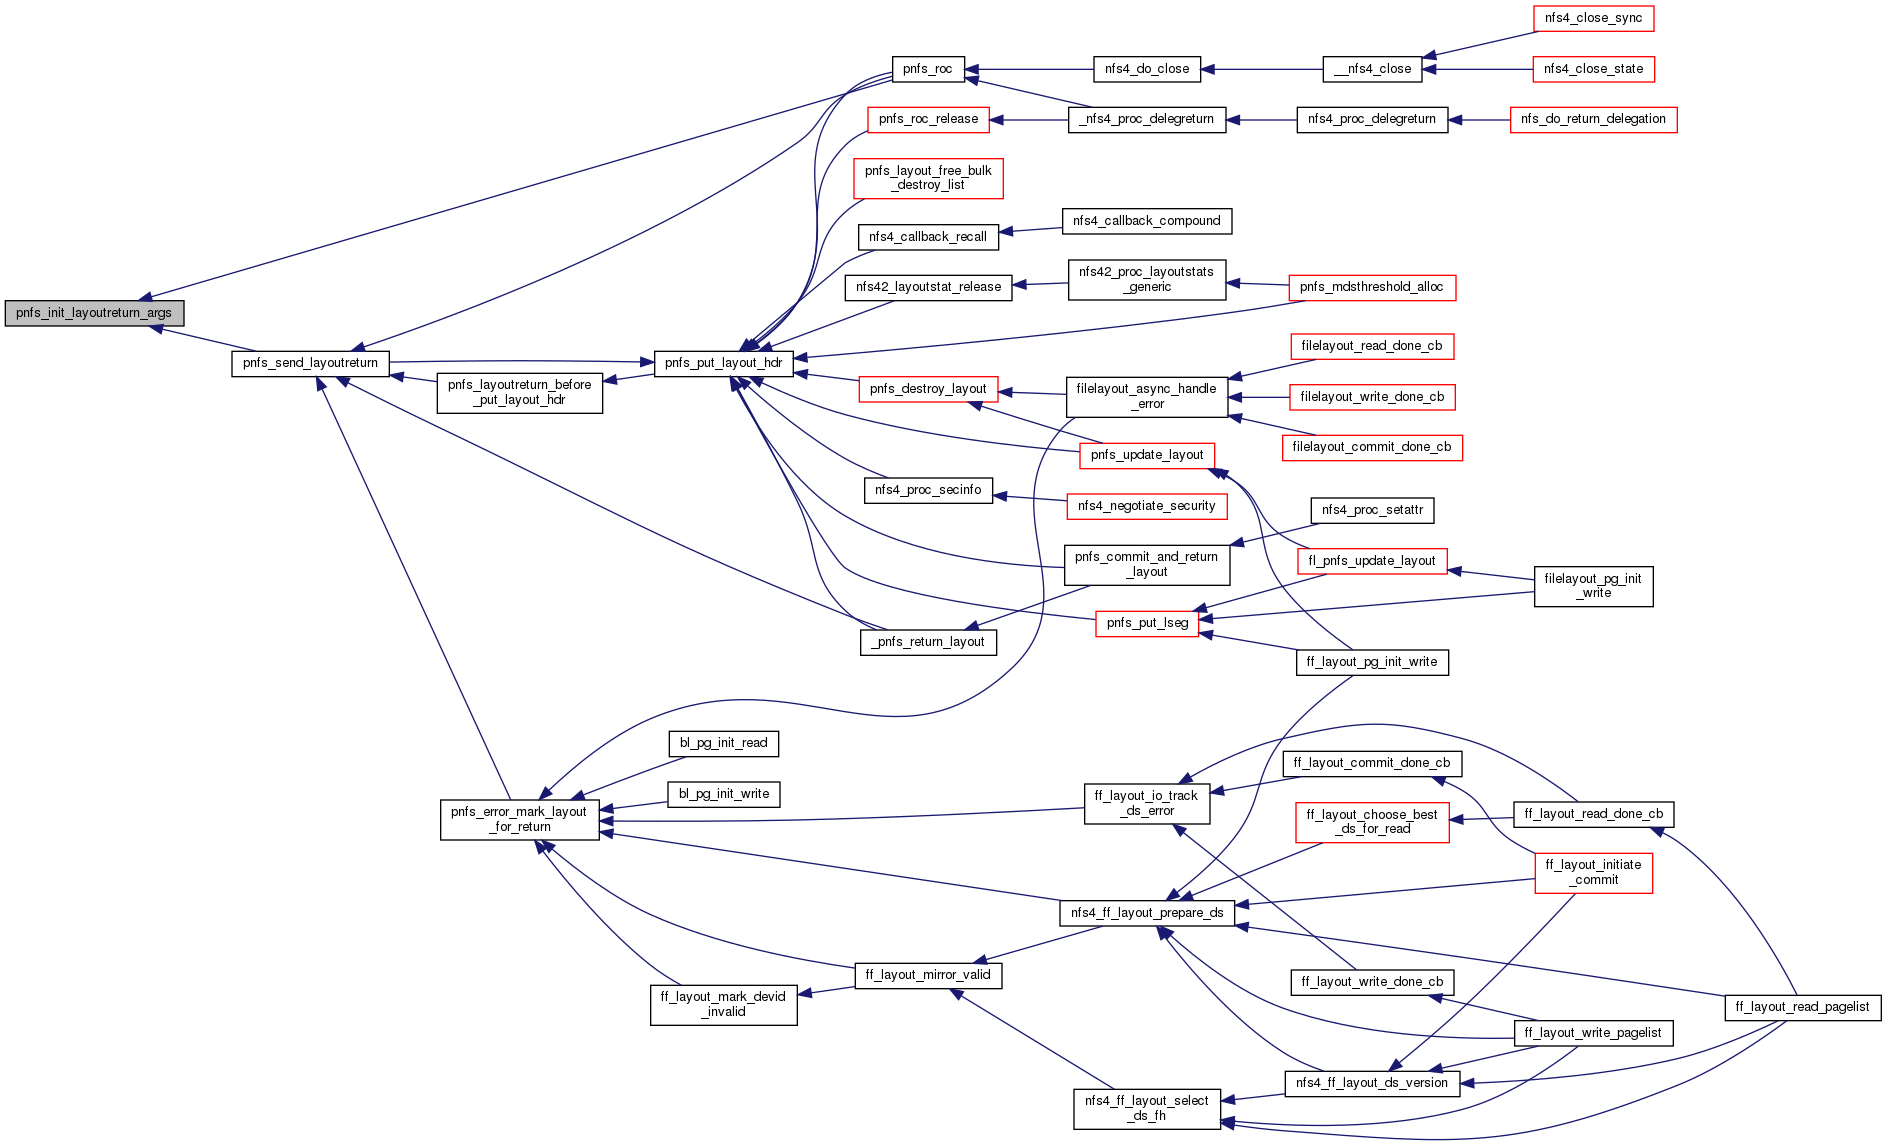 nfs4_close_sync
pnfs_roc
nfs4_do_close
__nfs4_close
nfs4_close_state
pnfs_roc_release
_nfs4_proc_delegreturn
nfs4_proc_delegreturn
nfs_do_return_delegation
pnfs_layout_free_bulk
_destroy_list
nfs4_callback_recall
nfs4_callback_compound
nfs42_layoutstat_release
nfs42_proc_layoutstats
_generic
pnfs_mdsthreshold_alloc
pnfs_init_layoutreturn_args
pnfs_send_layoutreturn
pnfs_layoutreturn_before
_put_layout_hdr
pnfs_put_layout_hdr
pnfs_destroy_layout
filelayout_async_handle
_error
filelayout_read_done_cb
filelayout_write_done_cb
filelayout_commit_done_cb
pnfs_update_layout
nfs4_proc_secinfo
nfs4_negotiate_security
nfs4_proc_setattr
pnfs_commit_and_return
_layout
fl_pnfs_update_layout
filelayout_pg_init
_write
pnfs_put_lseg
_pnfs_return_layout
ff_layout_pg_init_write
bl_pg_init_read
bl_pg_init_write
pnfs_error_mark_layout
_for_return
ff_layout_io_track
_ds_error
ff_layout_commit_done_cb
ff_layout_choose_best
_ds_for_read
ff_layout_read_done_cb
ff_layout_initiate
_commit
nfs4_ff_layout_prepare_ds
ff_layout_mirror_valid
ff_layout_mark_devid
_invalid
ff_layout_write_done_cb
ff_layout_read_pagelist
ff_layout_write_pagelist
nfs4_ff_layout_ds_version
nfs4_ff_layout_select
_ds_fh